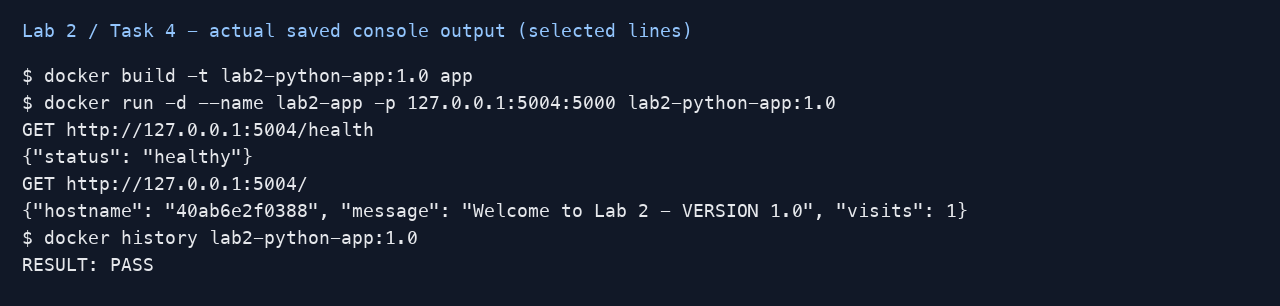 Lab 2 / Task 4 — actual saved console output (selected lines)
$ docker build -t lab2-python-app:1.0 app
$ docker run -d --name lab2-app -p 127.0.0.1:5004:5000 lab2-python-app:1.0
GET http://127.0.0.1:5004/health
{"status": "healthy"}
GET http://127.0.0.1:5004/
{"hostname": "40ab6e2f0388", "message": "Welcome to Lab 2 — VERSION 1.0", "visits": 1}
$ docker history lab2-python-app:1.0
RESULT: PASS